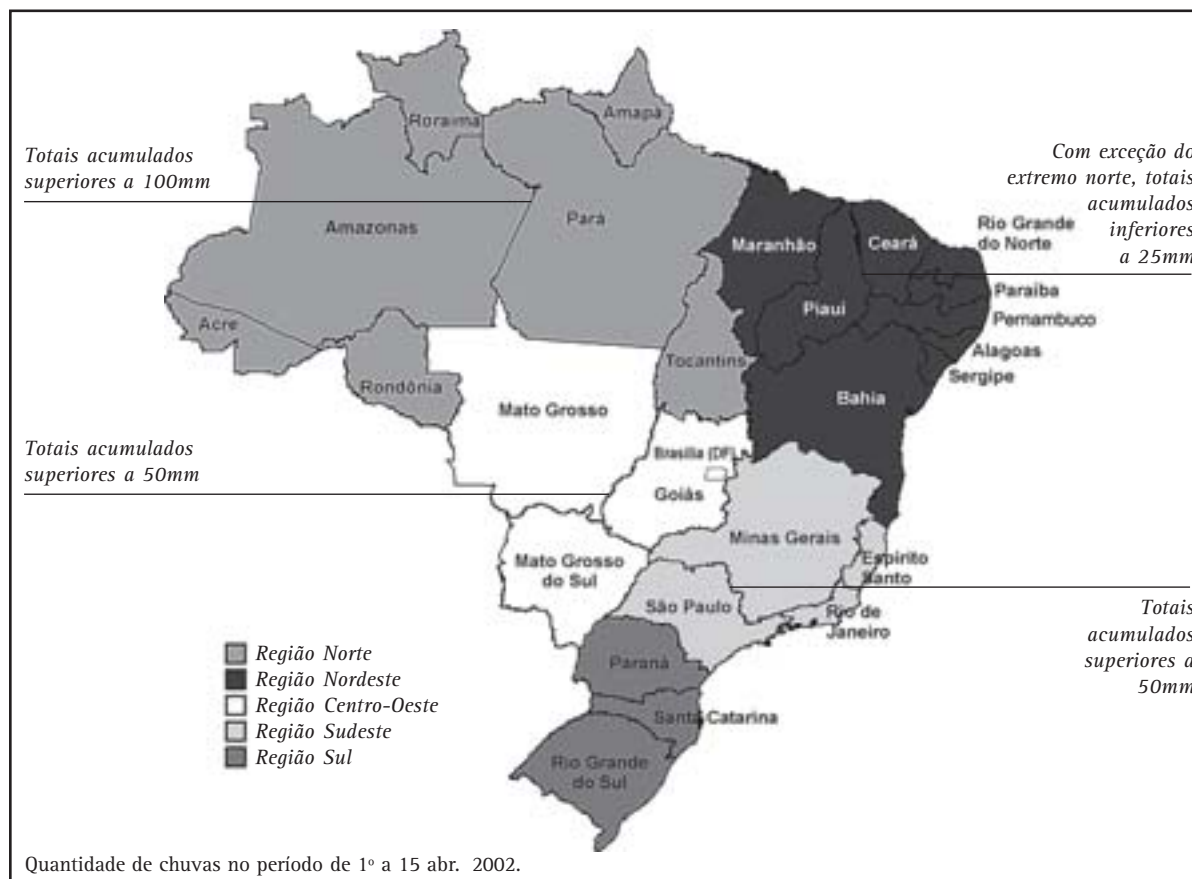 Roraima
Amapá
Totais acumulados
superiores a 100mm
Com exceção do
extremo norte, totais
acumulados
inferiores
a 25mm
Amazonas
Pará
Maranhão
Ceará
Rio Grande
do Norte
Piaui
Paraiba
Pernambuco
Acre
Tocantins
Alagoas
Sergipe
Rondônia
Mato Grosso
Bahia
Totais acumulados
superiores a 50mm
Brasília (DF)
Goiás
Minas Gerais
Mato Grosso
do Sul
Espírito
Santo
São Paulo
Rio de
Janeiro
Totais
acumulados
superiores a
50mm
Paraná
Santa Catarina
Rio Grande
do Sul
Região Norte
Região Nordeste
Região Centro-Oeste
Região Sudeste
Região Sul
Quantidade de chuvas no período de 1º a 15 abr. 2002.